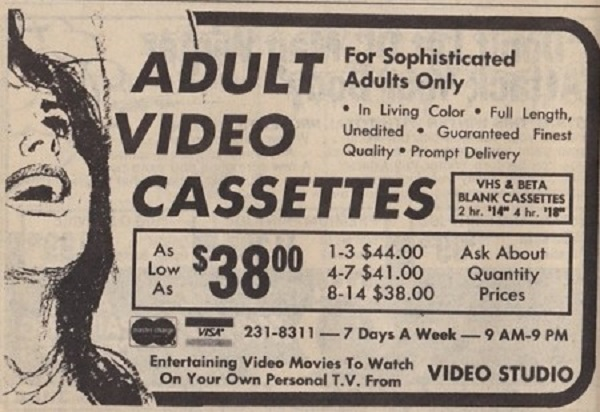 ADULT
VIDEO
CASSETTES
For Sophisticated
Adults Only
• In Living Color • Full Length,
Unedited • Guaranteed Finest
Quality • Prompt Delivery
VHS & BETA
BLANK CASSETTES
2 hr. $14 4 hr. $18
As
Low
As
$38.00
1-3 $44.00
4-7 $41.00
8-14 $38.00
Ask About
Quantity
Prices
master charge
VISA
231-8311 — 7 Days A Week — 9 AM-9 PM
Entertaining Video Movies To Watch
On Your Own Personal T.V. From
VIDEO STUDIO